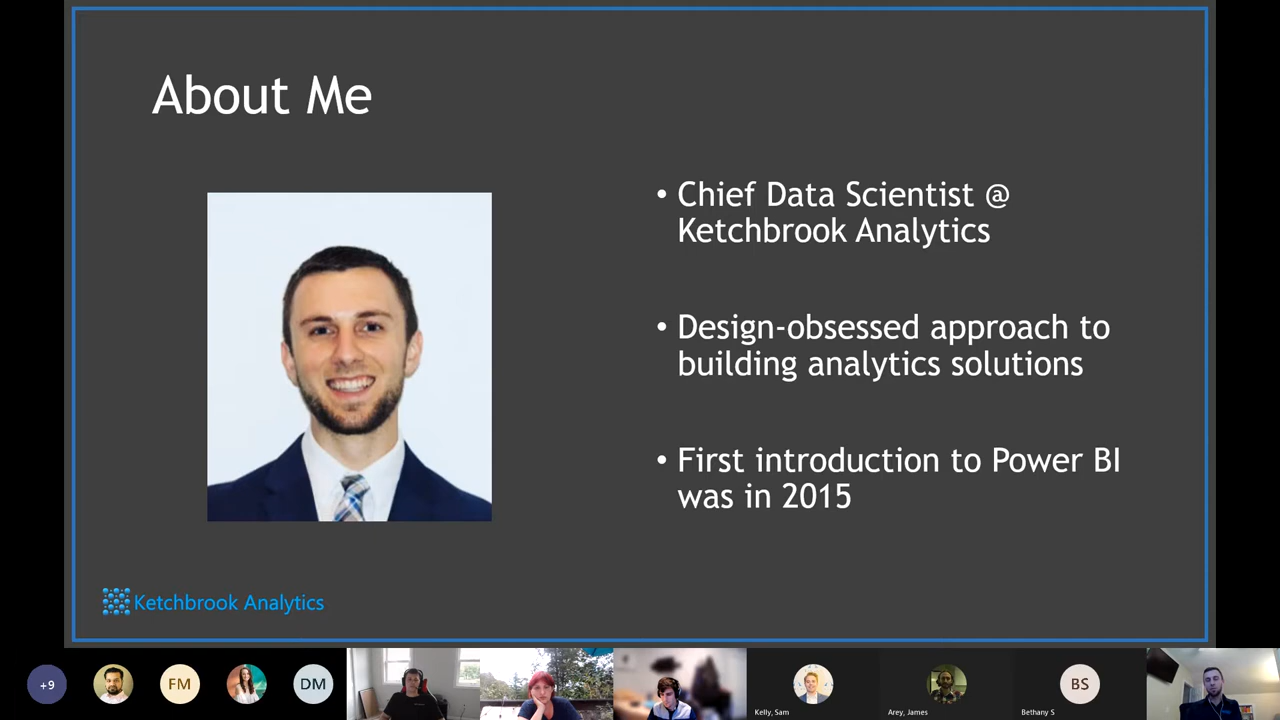 About Me
• Chief Data Scientist @
Ketchbrook Analytics
• Design-obsessed approach to
building analytics solutions
• First introduction to Power BI
was in 2015
Ketchbrook Analytics
+9
FM
DM
Kelly, Sam
Arey, James
BS
Bethany S